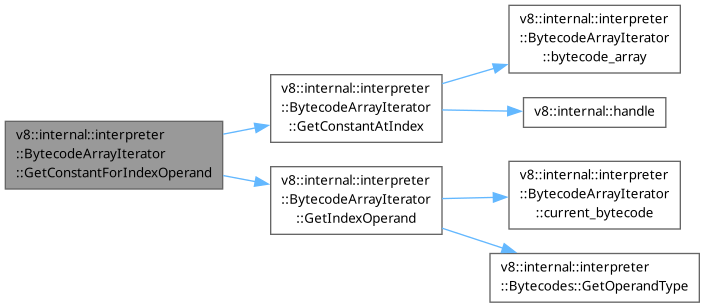 v8::internal::interpreter
::BytecodeArrayIterator
::GetConstantForIndexOperand
v8::internal::interpreter
::BytecodeArrayIterator
::GetConstantAtIndex
v8::internal::interpreter
::BytecodeArrayIterator
::bytecode_array
v8::internal::handle
v8::internal::interpreter
::BytecodeArrayIterator
::GetIndexOperand
v8::internal::interpreter
::BytecodeArrayIterator
::current_bytecode
v8::internal::interpreter
::Bytecodes::GetOperandType